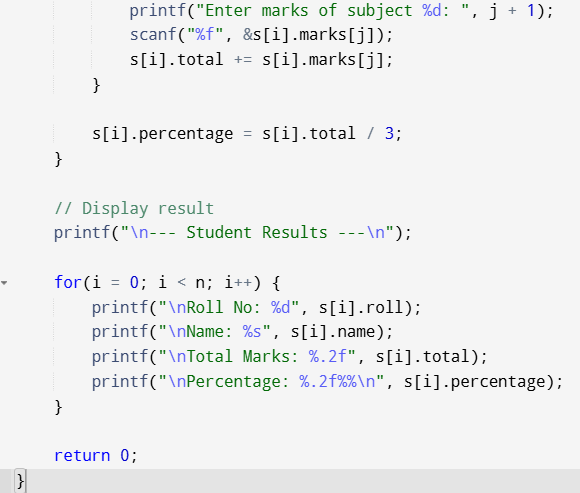 printf("Enter marks of subject %d: ", j + 1);
scanf("%f", &s[i].marks[j]);
s[i].total += s[i].marks[j];
}
s[i].percentage = s[i].total / 3;
}
// Display result
printf("\n--- Student Results ---\n");
for(i = 0; i < n; i++) {
printf("\nRoll No: %d", s[i].roll);
printf("\nName: %s", s[i].name);
printf("\nTotal Marks: %.2f", s[i].total);
printf("\nPercentage: %.2f%%\n", s[i].percentage);
}
return 0;
}